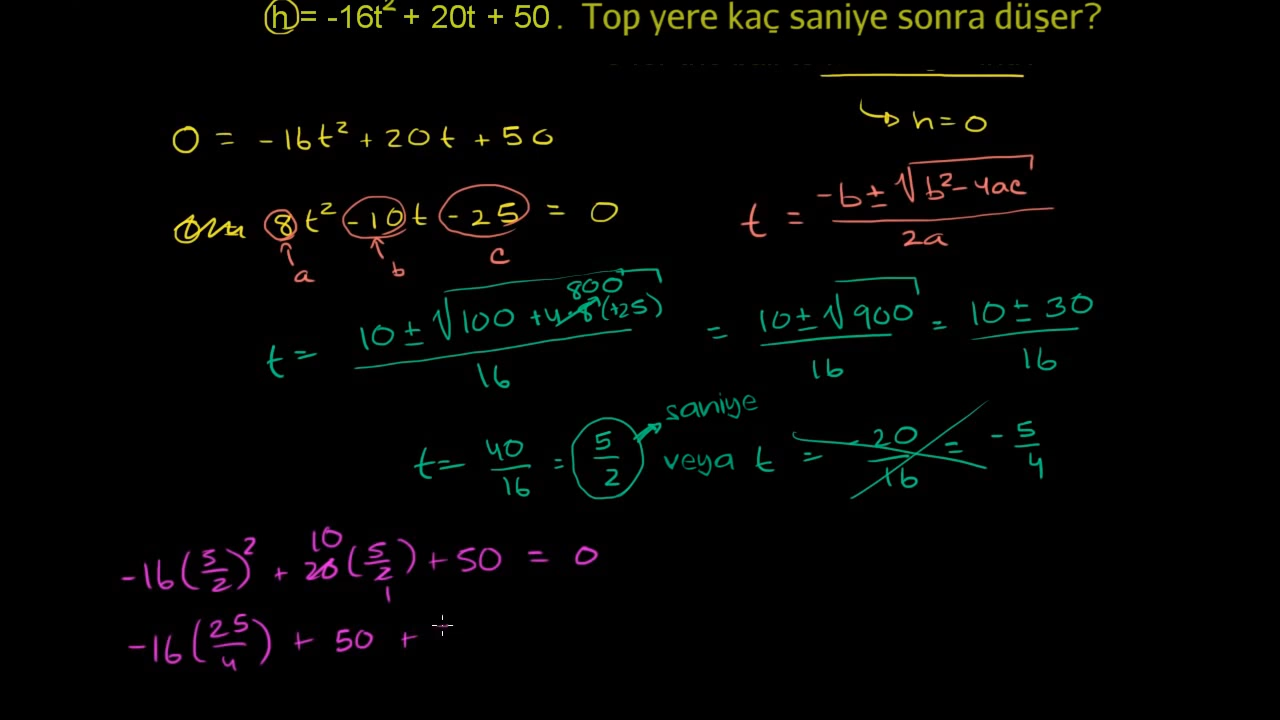 h = -16t² + 20t + 50 . Top yere kaç saniye sonra düşer?
h = 0
0 = -16t² + 20t + 50
8t² -10t -25 = 0
a b c
t = (-b ± √(b² - 4ac)) / 2a
t = (10 ± √(100 + 4·8(+25))) / 16 = (10 ± √900) / 16 = (10 ± 30) / 16
800
t = 40/16 = 5/2 saniye veya t = -20/16 = -5/4
-16(5/2)² + 20(5/2) + 50 = 0
10 1
-16(25/4) + 50 +